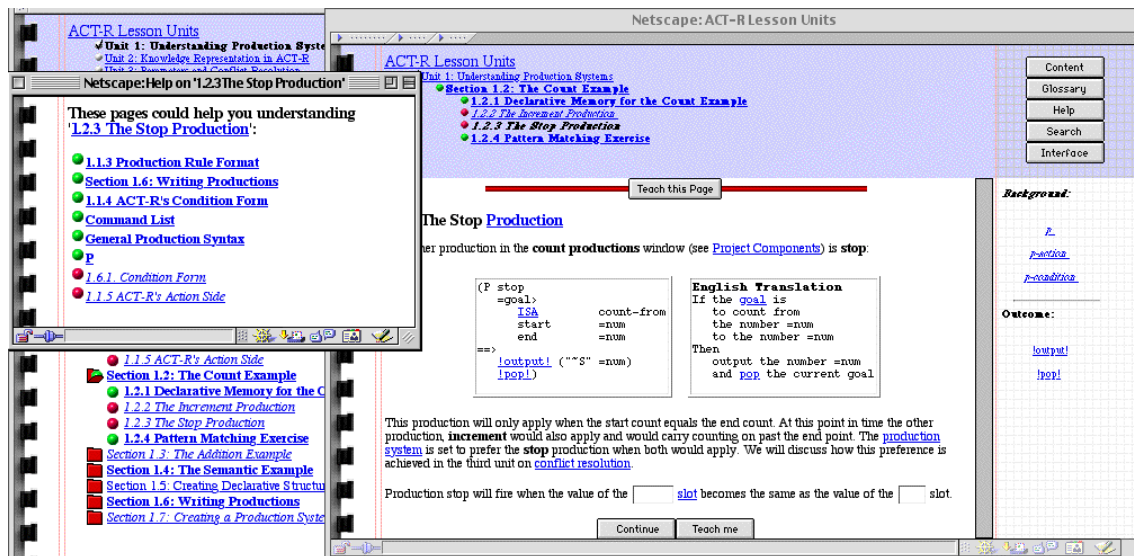 ACT-R Lesson Units
Unit 1: Understanding Production Syste
Unit 2: Knowledge Representation in ACT-R
Netscape:Help on '1.2.3The Stop Production'
These pages could help you understanding
'1.2.3 The Stop Production':
1.1.3 Production Rule Format
Section 1.6: Writing Productions
1.1.4 ACT-R's Condition Form
Command List
General Production Syntax
P
1.6.1. Condition Form
1.1.5 ACT-R's Action Side
1.1.5 ACT-R's Action Side
Section 1.2: The Count Example
1.2.1 Declarative Memory for the C
1.2.2 The Increment Production
1.2.3 The Stop Production
1.2.4 Pattern Matching Exercise
Section 1.3: The Addition Example
Section 1.4: The Semantic Example
Section 1.5: Creating Declarative Structu
Section 1.6: Writing Productions
Section 1.7: Creating a Production Syste
Netscape: ACT-R Lesson Units
ACT-R Lesson Units
Unit 1: Understanding Production Systems
Section 1.2: The Count Example
1.2.1 Declarative Memory for the Count Example
1.2.2 The Increment Production
1.2.3 The Stop Production
1.2.4 Pattern Matching Exercise
Content
Glossary
Help
Search
Interface
Teach this Page
The Stop Production
her production in the count productions window (see Project Components) is stop:
(P stop
=goal>
ISA count-from
start =num
end =num
==>
!output! ("~S" =num)
!pop!)
English Translation
If the goal is
to count from
the number =num
to the number =num
Then
output the number =num
and pop the current goal
This production will only apply when the start count equals the end count. At this point in time the other
production, increment would also apply and would carry counting on past the end point. The production
system is set to prefer the stop production when both would apply. We will discuss how this preference is
achieved in the third unit on conflict resolution.
Production stop will fire when the value of the slot becomes the same as the value of the slot.
Continue
Teach me
Background:
p
p-action
p-condition
Outcome:
!output!
!pop!